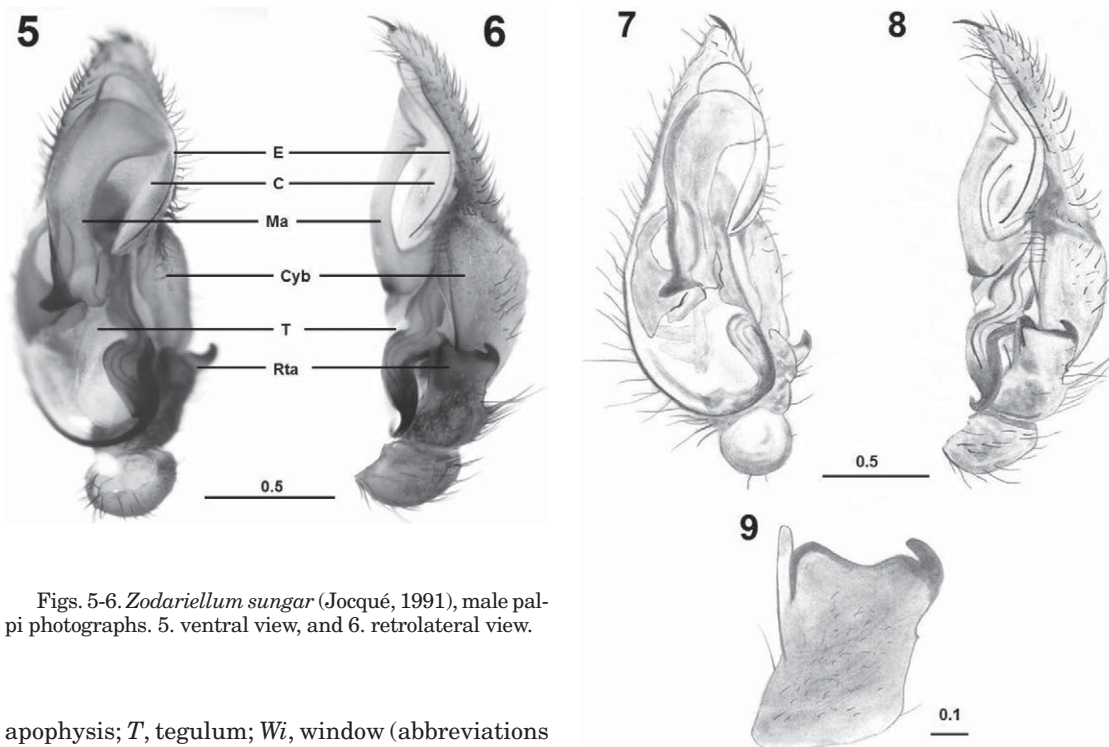 5
6
E
C
Ma
Cyb
T
Rta
0.5
Figs. 5-6. Zodariellum sungar (Jocqué, 1991), male pal-
pi photographs. 5. ventral view, and 6. retrolateral view.
apophysis; T, tegulum; Wi, window (abbreviations
7
8
0.5
9
0.1